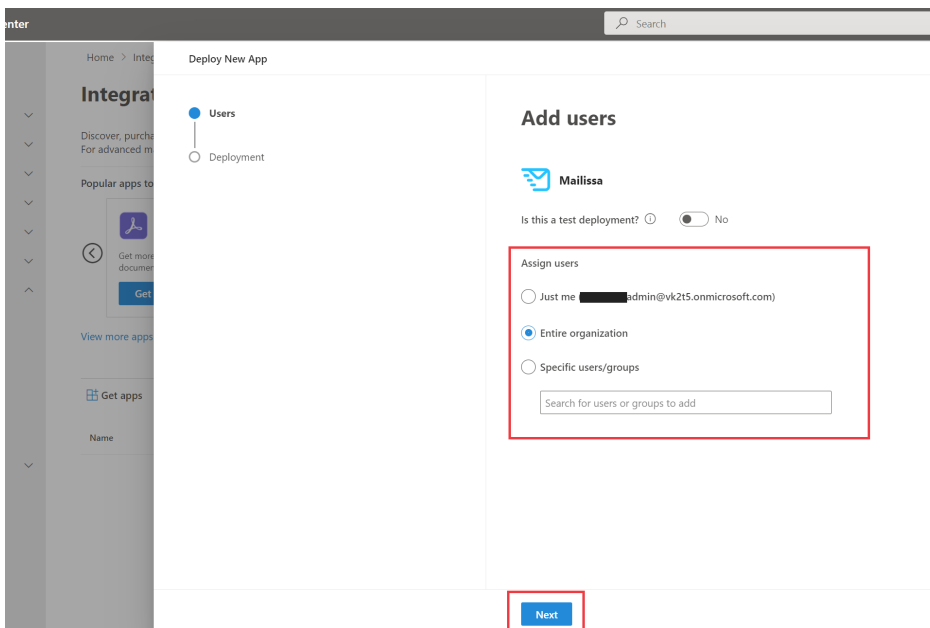 enter
Search
Home > Integ
Deploy New App
Integrat
Discover, purcha
For advanced m
Popular apps to
Get more
documen
Get
View more apps
Get apps
Name
Users
Deployment
Add users
Mailissa
Is this a test deployment? No
Assign users
Just me ( admin@vk2t5.onmicrosoft.com)
Entire organization
Specific users/groups
Search for users or groups to add
Next